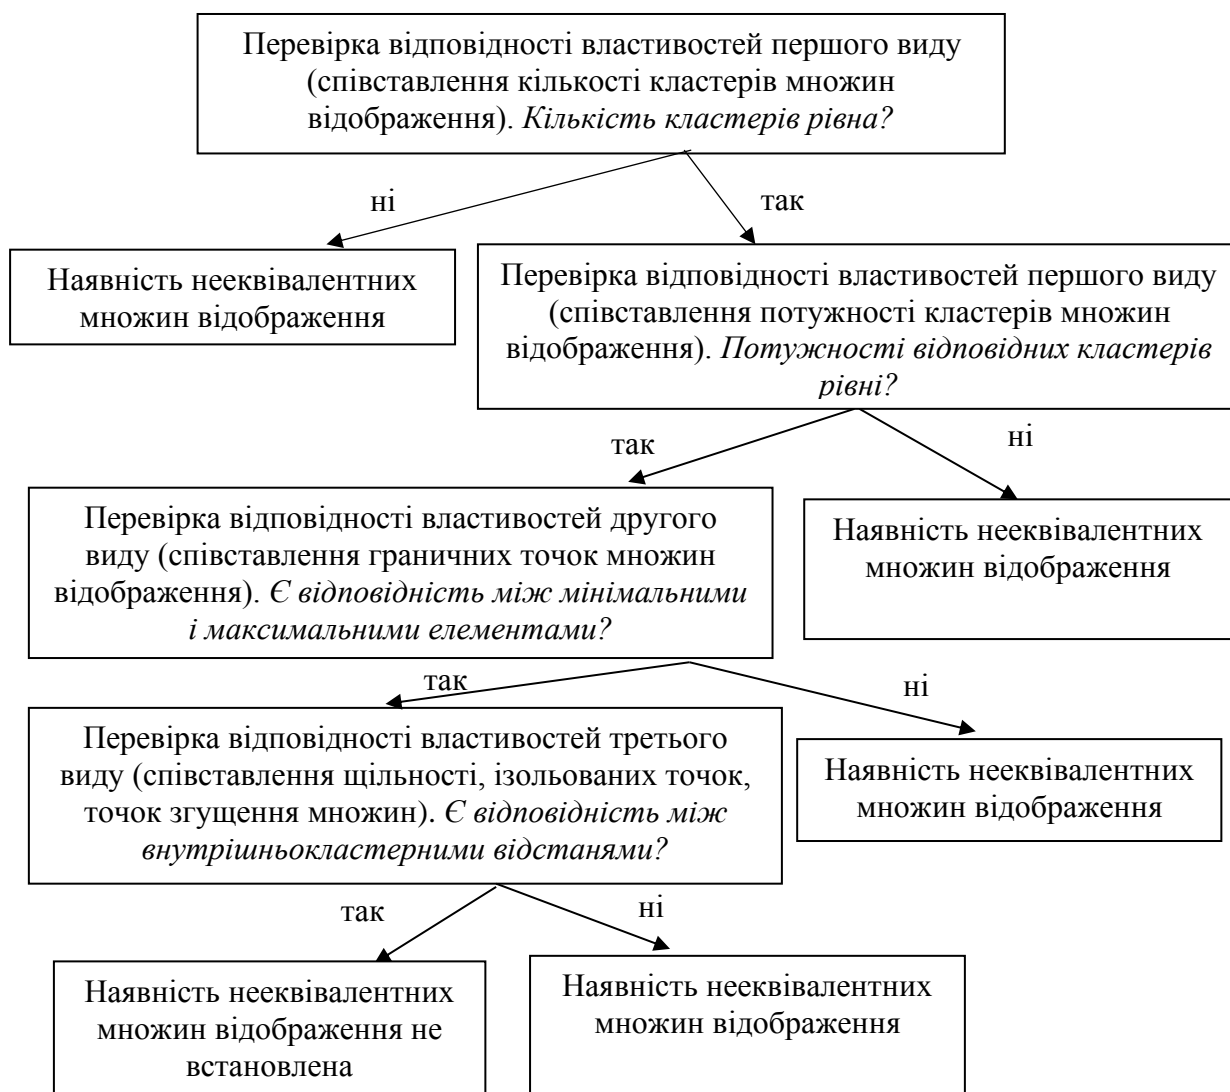 Перевірка відповідності властивостей першого виду
(співставлення кількості кластерів множин
відображення). Кількість кластерів рівна?
ні
так
Наявність нееквівалентних
множин відображення
Перевірка відповідності властивостей першого виду
(співставлення потужності кластерів множин
відображення). Потужності відповідних кластерів
рівні?
так
ні
Перевірка відповідності властивостей другого
виду (співставлення граничних точок множин
відображення). Є відповідність між мінімальними
і максимальними елементами?
Наявність нееквівалентних
множин відображення
так
ні
Перевірка відповідності властивостей третього
виду (співставлення щільності, ізольованих точок,
точок згущення множин). Є відповідність між
внутрішньокластерними відстанями?
Наявність нееквівалентних
множин відображення
так
ні
Наявність нееквівалентних
множин відображення не
встановлена
Наявність нееквівалентних
множин відображення